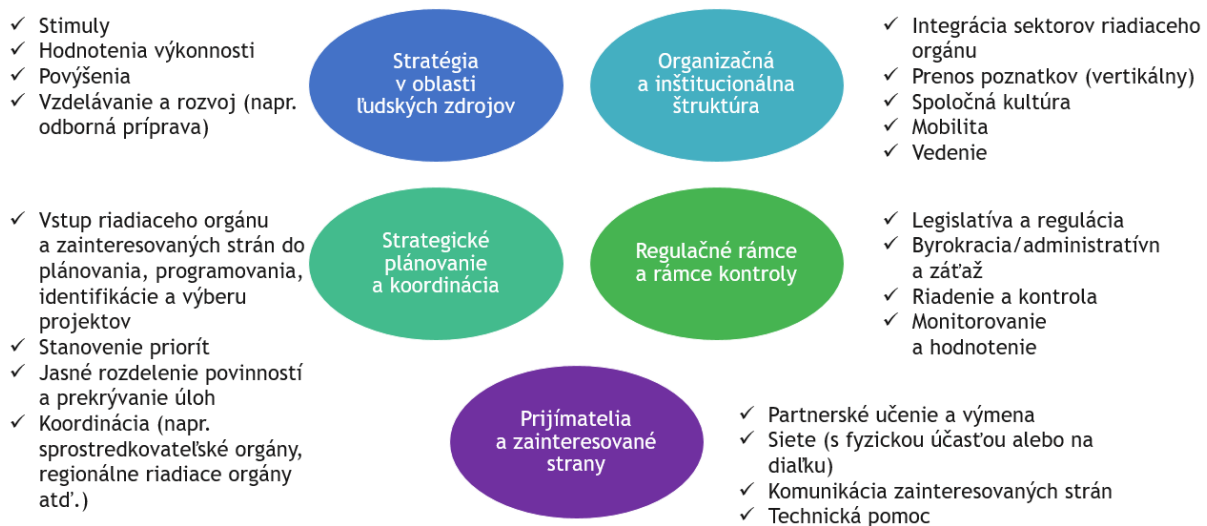 ✓ Stimuly
✓ Hodnotenia výkonnosti
✓ Povýšenia
✓ Vzdelávanie a rozvoj (napr.
odborná príprava)
Stratégia
v oblasti
ľudských zdrojov
Organizačná
a inštitucionálna
štruktúra
✓ Integrácia sektorov riadiaceho
orgánu
✓ Prenos poznatkov (vertikálny)
✓ Spoločná kultúra
✓ Mobilita
✓ Vedenie
✓ Vstup riadiaceho orgánu
a zainteresovaných strán do
plánovania, programovania,
identifikácie a výberu
projektov
✓ Stanovenie priorít
✓ Jasné rozdelenie povinností
a prekrývanie úloh
✓ Koordinácia (napr.
sprostredkovateľské orgány,
regionálne riadiace orgány
atď.)
Strategické
plánovanie
a koordinácia
Regulačné rámce
a rámce kontroly
✓ Legislatíva a regulácia
✓ Byrokracia/administratívn
a záťaž
✓ Riadenie a kontrola
✓ Monitorovanie
a hodnotenie
Prijímatelia
a zainteresované
strany
✓ Partnerské učenie a výmena
✓ Siete (s fyzickou účasťou alebo na
diaľku)
✓ Komunikácia zainteresovaných strán
✓ Technická pomoc